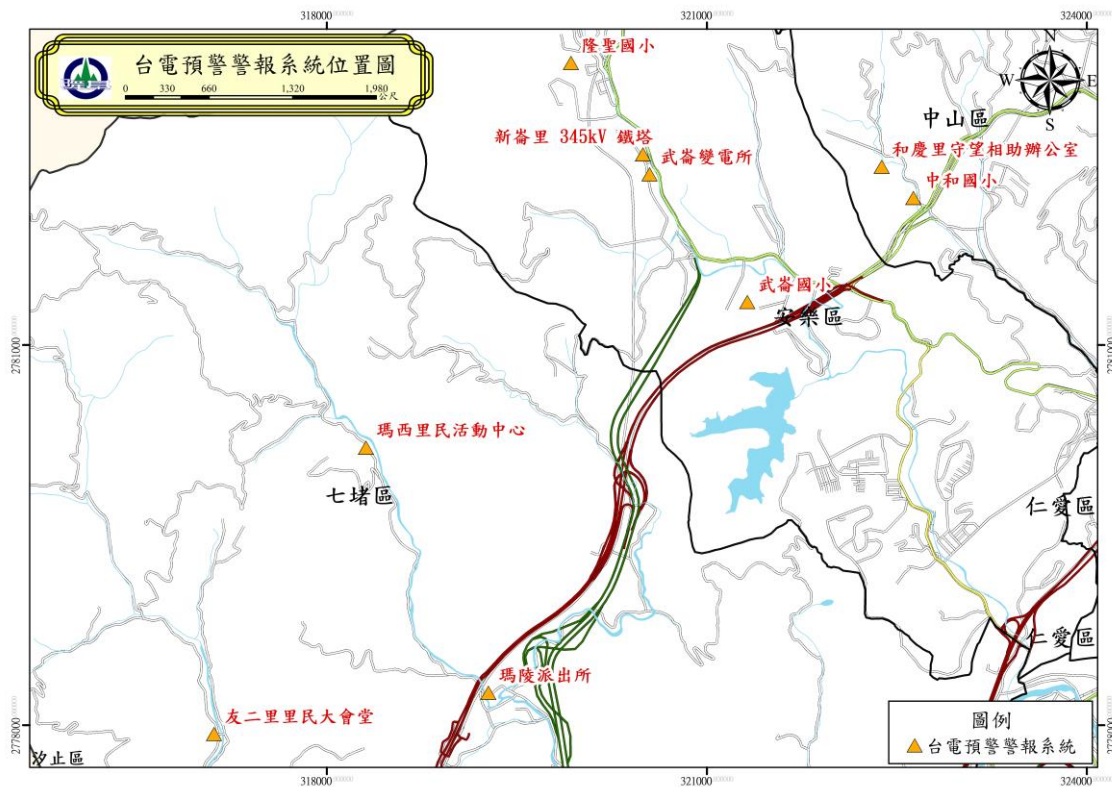 318000
321000
324000
台電預警警報系統位置圖
0 330 660 1,320 1,980
公尺
N
W E
S
隆聖國小
中山區
新崙里 345kV 鐵塔
武崙變電所
和慶里守望相助辦公室
中和國小
武崙國小
安樂區
2781000
2781000
瑪西里民活動中心
七堵區
仁愛區
仁愛區
瑪陵派出所
友二里里民大會堂
圖例
台電預警警報系統
2778000
2778000
汐止區
318000
321000
324000